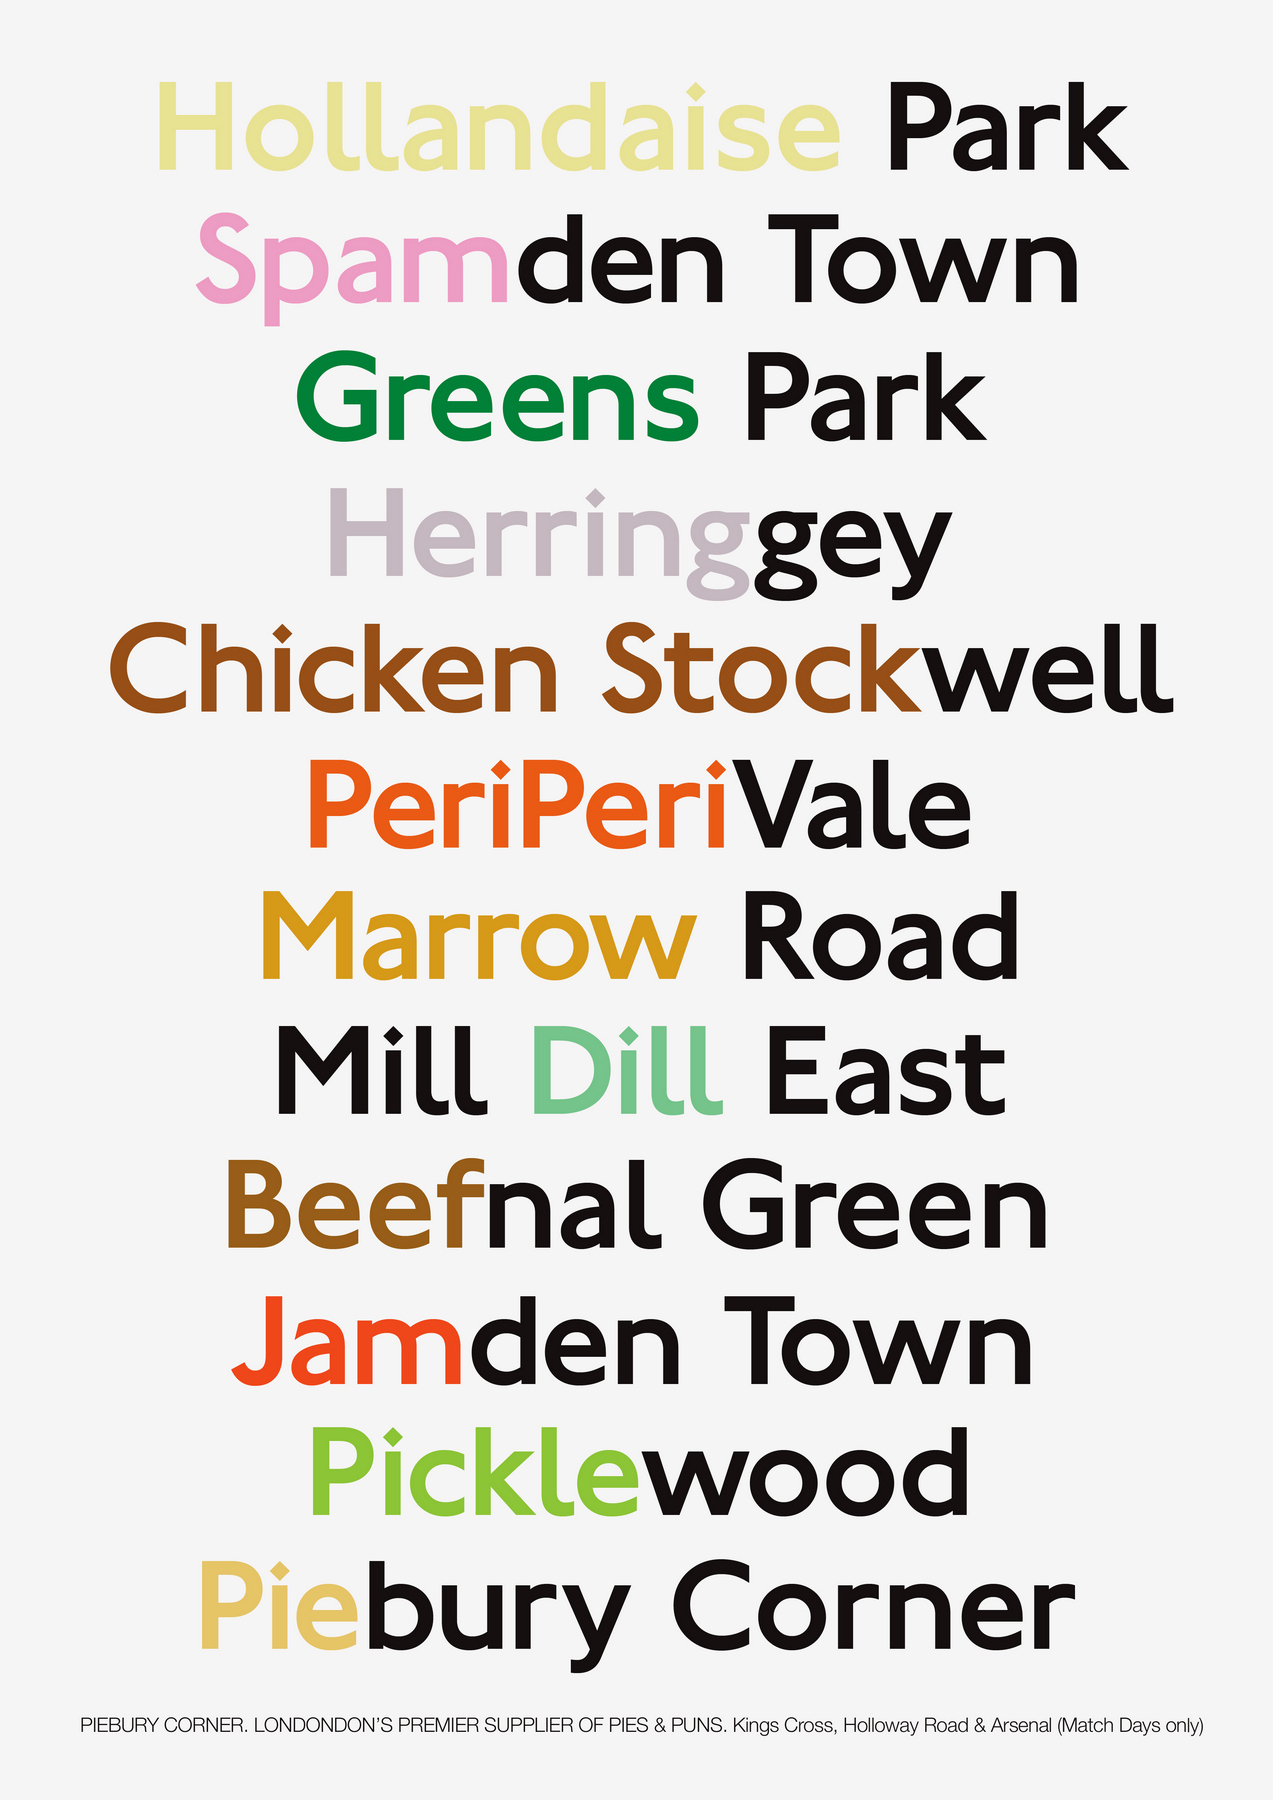 Hollandaise Park
Spamden Town
Greens Park
Herringgey
Chicken Stockwell
PeriPeriVale
Marrow Road
Mill Dill East
Beefnal Green
Jamden Town
Picklewood
Piebury Corner
PIEBURY CORNER. LONDONDON’S PREMIER SUPPLIER OF PIES & PUNS. Kings Cross, Holloway Road & Arsenal (Match Days only)